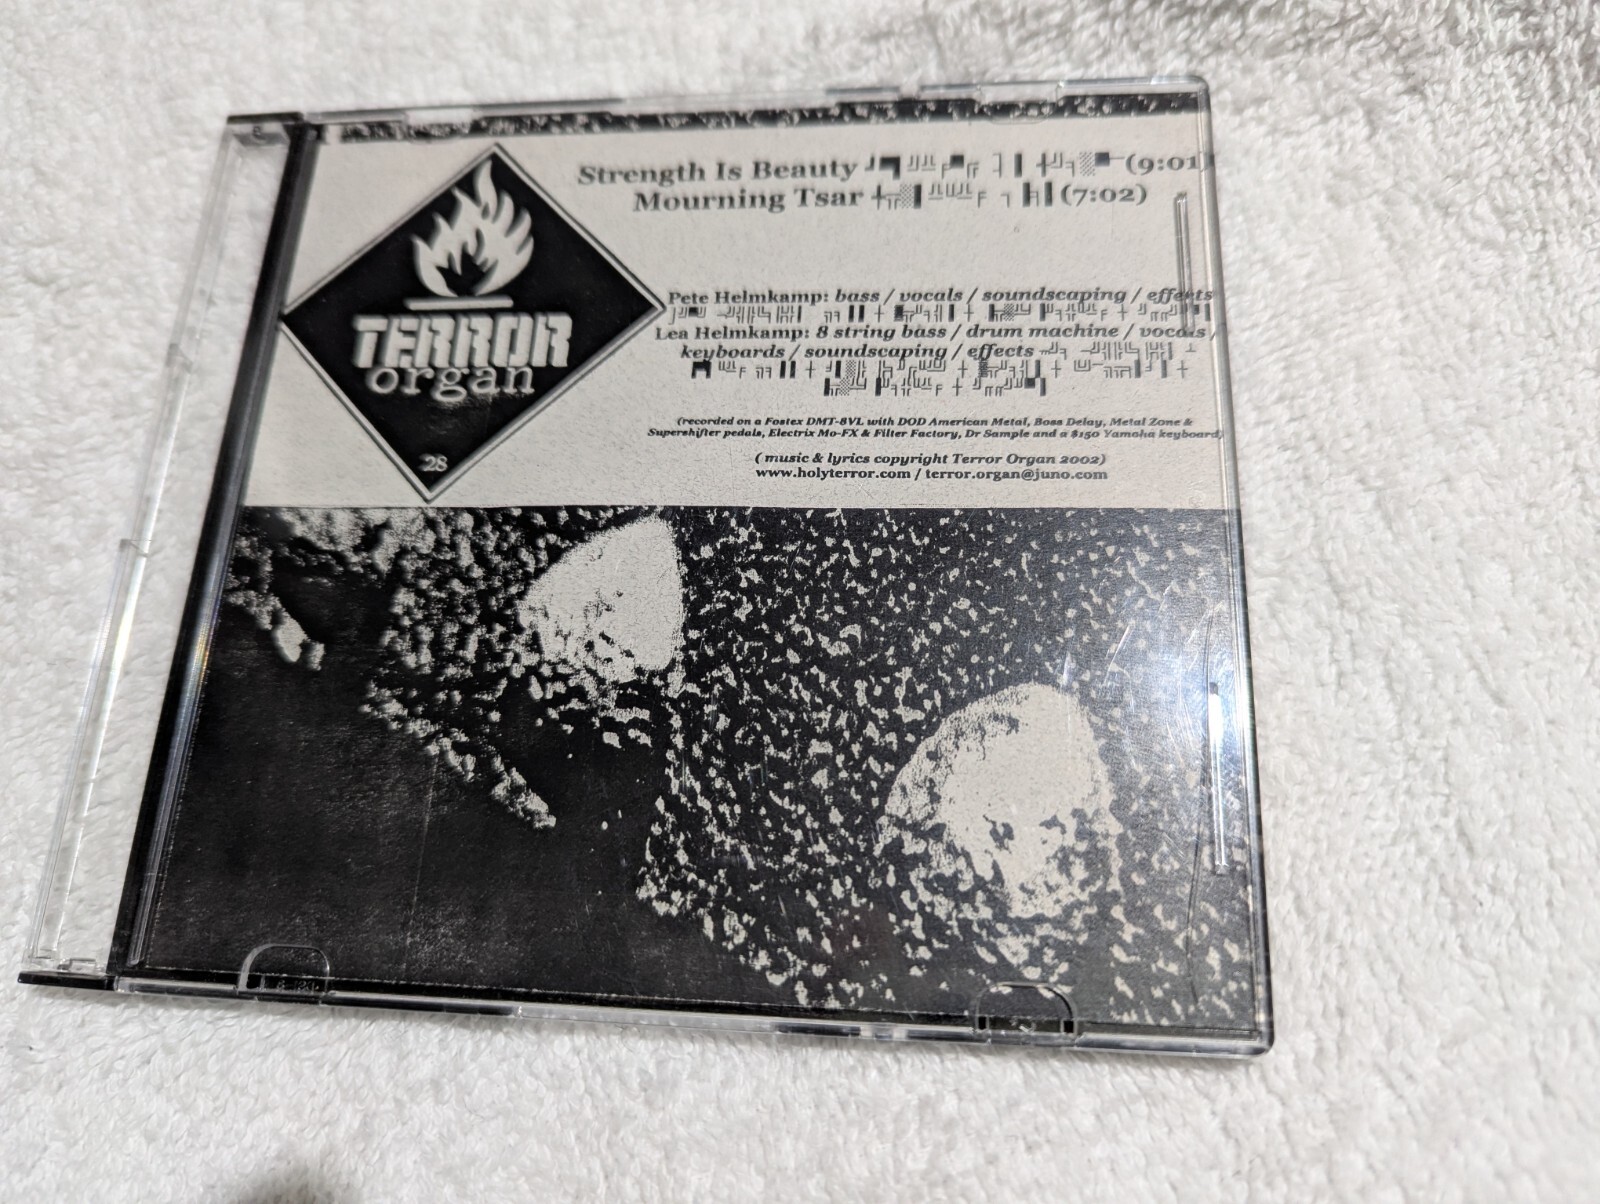 Strength Is Beauty (9:01)
Mourning Tsar (7:02)
TERROR
organ
28
Pete Helmkamp: bass / vocals / soundscaping / effects
Lea Helmkamp: 8 string bass / drum machine / vocals /
keyboards / soundscaping / effects
(recorded on a Fostex DMT-8VL with DOD American Metal, Boss Delay, Metal Zone &
Supershifter pedals, Electrix Mo-FX & Filter Factory, Dr Sample and a $150 Yamaha keyboard)
( music & lyrics copyright Terror Organ 2002)
www.holyterror.com / terror.organ@juno.com